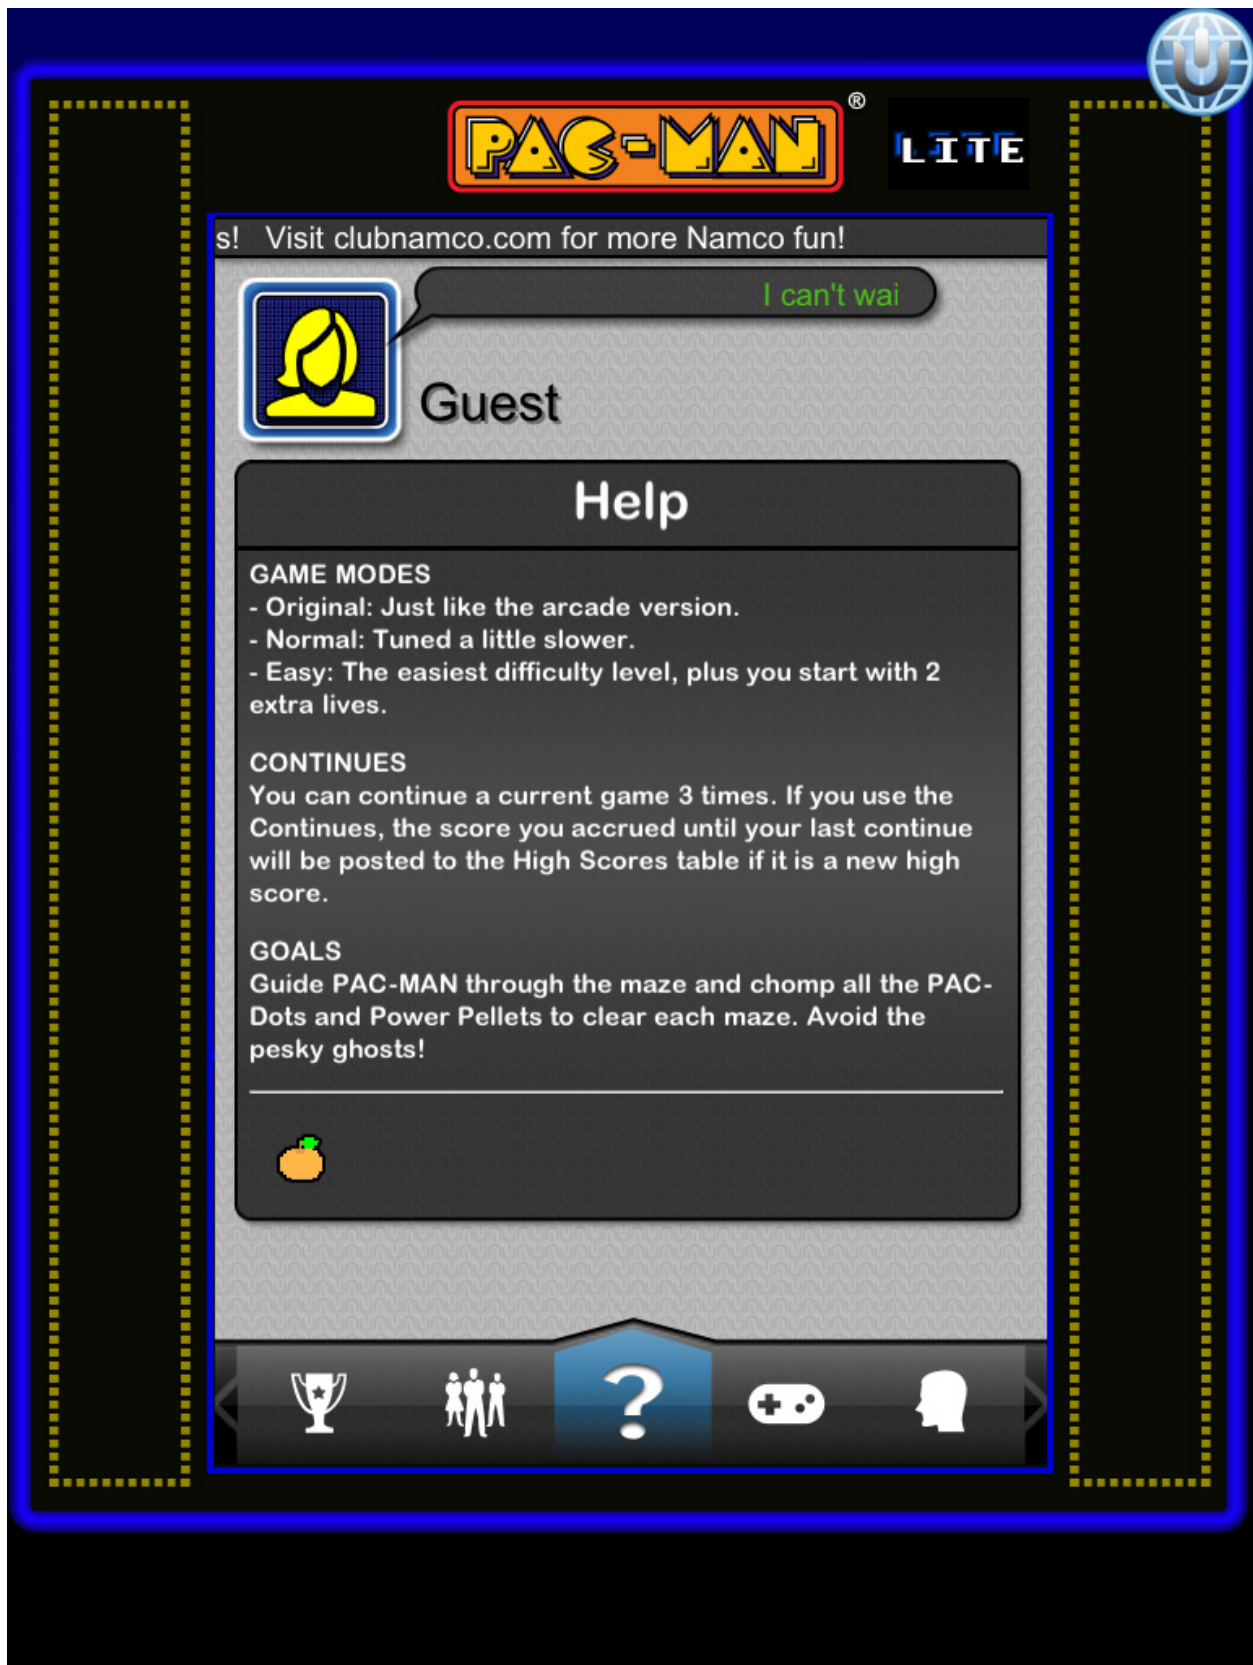 PAC-MAN ®
LITE
s! Visit clubnamco.com for more Namco fun!
I can't wai
Guest
Help
GAME MODES
- Original: Just like the arcade version.
- Normal: Tuned a little slower.
- Easy: The easiest difficulty level, plus you start with 2
extra lives.
CONTINUES
You can continue a current game 3 times. If you use the
Continues, the score you accrued until your last continue
will be posted to the High Scores table if it is a new high
score.
GOALS
Guide PAC-MAN through the maze and chomp all the PAC-
Dots and Power Pellets to clear each maze. Avoid the
pesky ghosts!
?